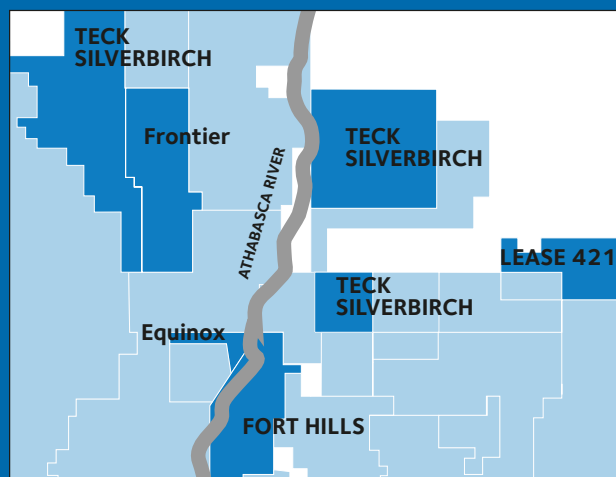 TECK
SILVERBIRCH
Frontier
TECK
SILVERBIRCH
ATHABASCA RIVER
LEASE 421
TECK
SILVERBIRCH
Equinox
FORT HILLS